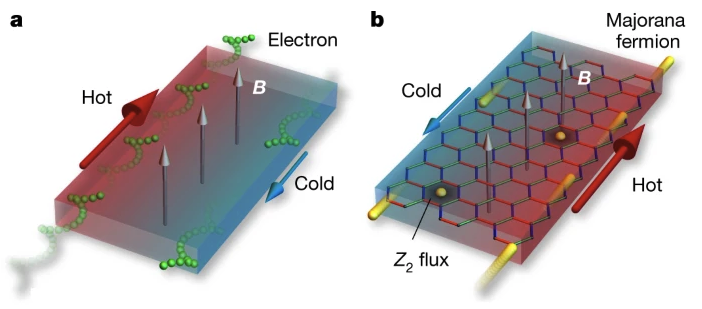 a
Electron
B
Hot
Cold
b
Majorana
fermion
B
Cold
Hot
Z₂ flux